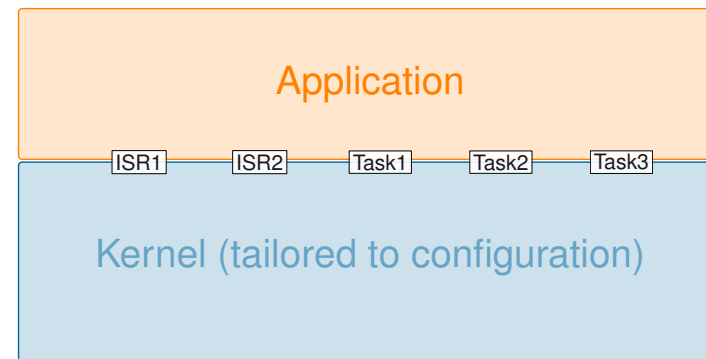 Application
ISR1 ISR2 Task1 Task2 Task3
Kernel (tailored to configuration)